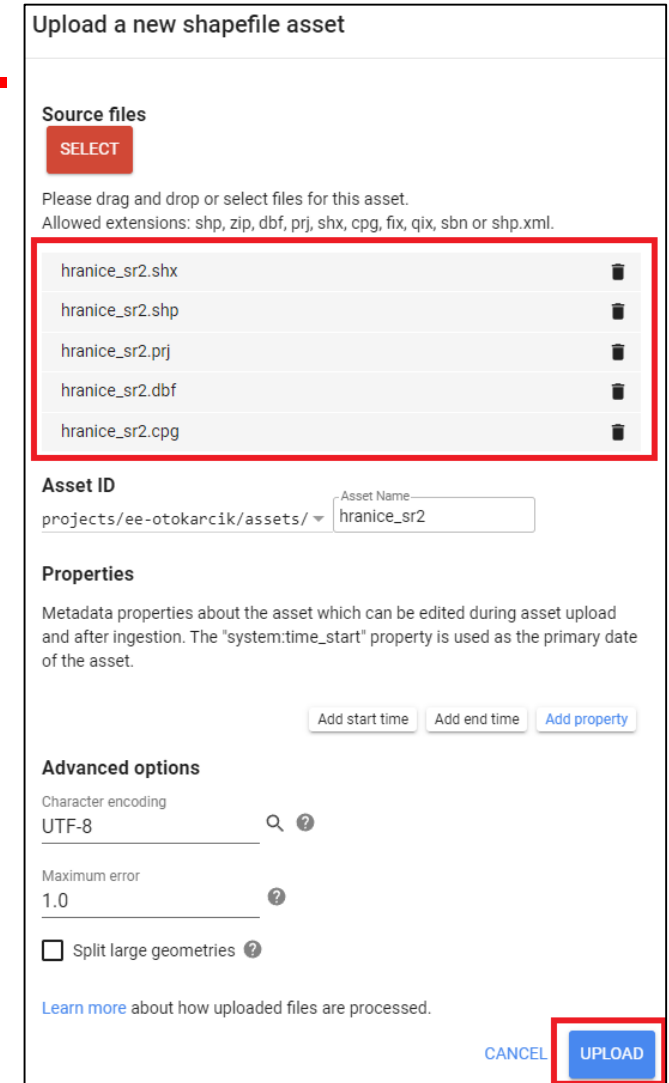 Upload a new shapefile asset
Source files
SELECT
Please drag and drop or select files for this asset.
Allowed extensions: shp, zip, dbf, prj, shx, cpg, fix, qix, sbn or shp.xml.
hranice_sr2.shx
hranice_sr2.shp
hranice_sr2.prj
hranice_sr2.dbf
hranice_sr2.cpg
Asset ID
Asset Name
projects/ee-otokarcik/assets/ hranice_sr2
Properties
Metadata properties about the asset which can be edited during asset upload
and after ingestion. The "system:time_start" property is used as the primary date
of the asset.
Add start time Add end time Add property
Advanced options
Character encoding
UTF-8
Maximum error
1.0
Split large geometries
Learn more about how uploaded files are processed.
CANCEL UPLOAD